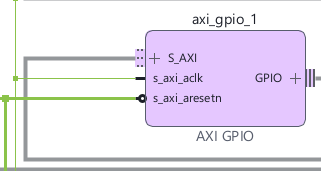 axi_gpio_1
S_AXI
s_axi_aclk
GPIO
s_axi_aresetn
AXI GPIO